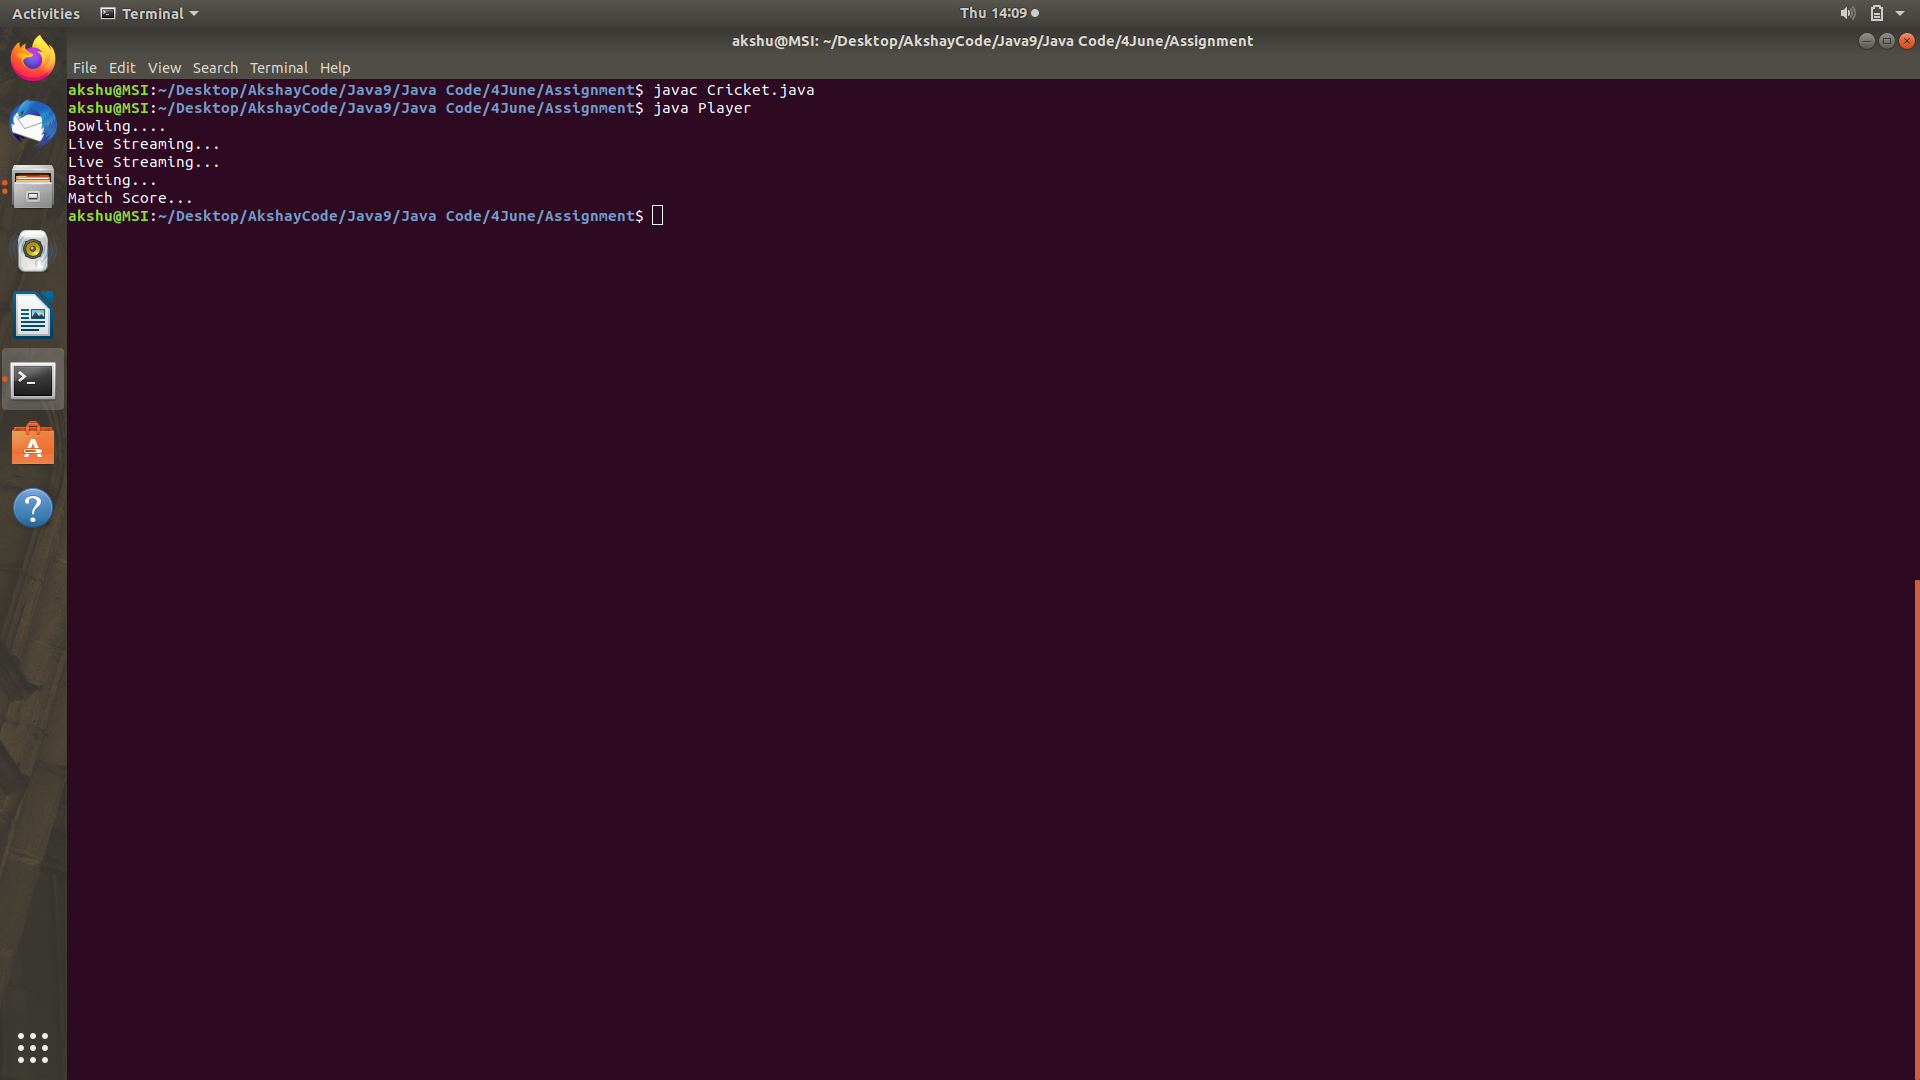 Activities Terminal Thu 14:09
akshu@MSI: ~/Desktop/AkshayCode/Java9/Java Code/4June/Assignment
File Edit View Search Terminal Help
akshu@MSI:~/Desktop/AkshayCode/Java9/Java Code/4June/Assignment$ javac Cricket.java
akshu@MSI:~/Desktop/AkshayCode/Java9/Java Code/4June/Assignment$ java Player
Bowling....
Live Streaming...
Live Streaming...
Batting...
Match Score...
akshu@MSI:~/Desktop/AkshayCode/Java9/Java Code/4June/Assignment$